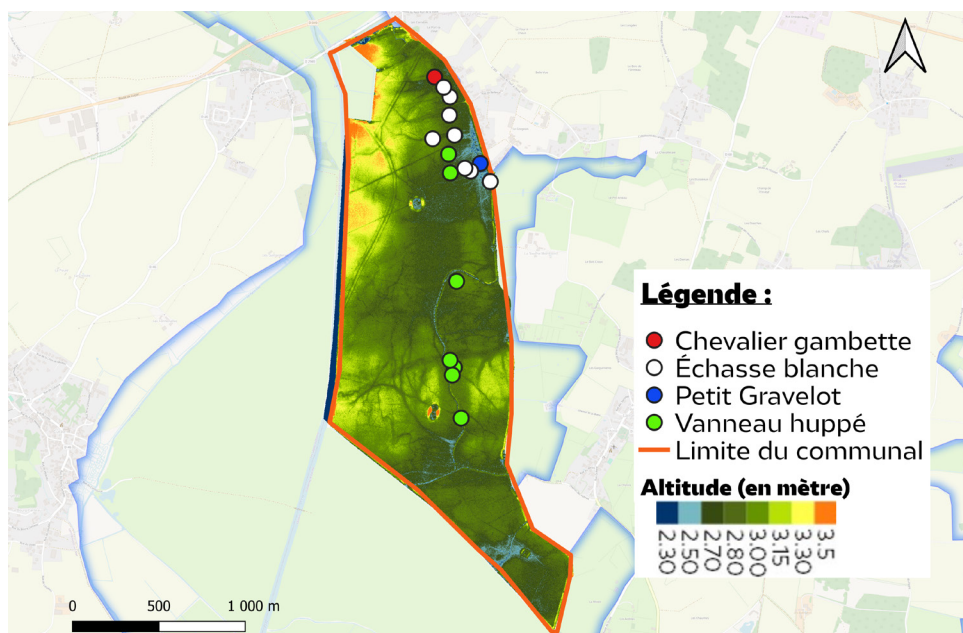 Légende :
Chevalier gambette
Échasse blanche
Petit Gravelot
Vanneau huppé
Limite du communal
Altitude (en mètre)
2.30 2.50 2.70 2.80 3.00 3.15 3.30 3.5
0 500 1 000 m